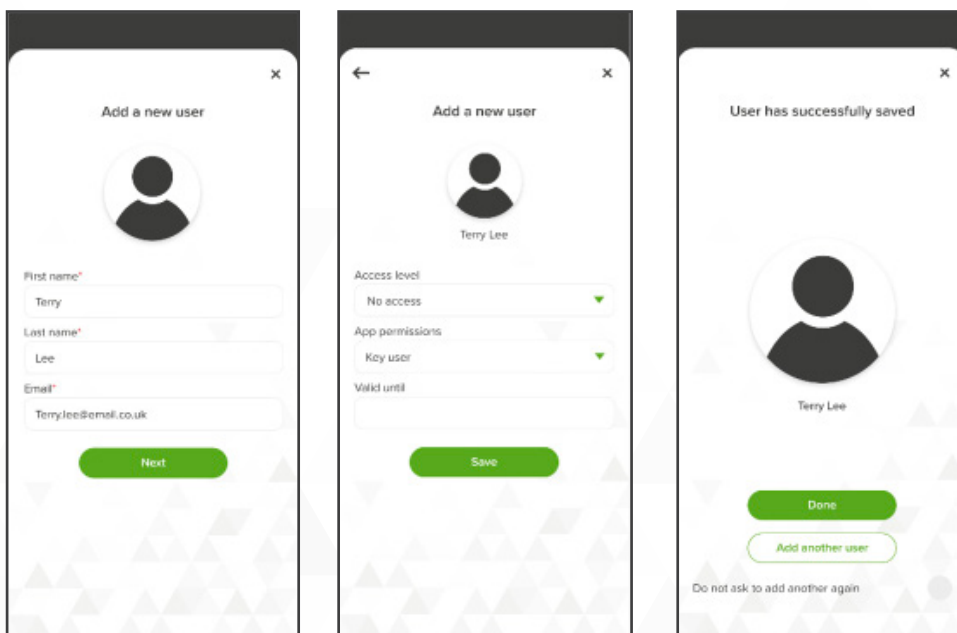 Add a new user
First name*
Terry
Last name*
Lee
Email*
Terry.lee@email.co.uk
Next
Add a new user
Terry Lee
Access level
No access
App permissions
Key user
Valid until
Save
User has successfully saved
Terry Lee
Done
Add another user
Do not ask to add another again